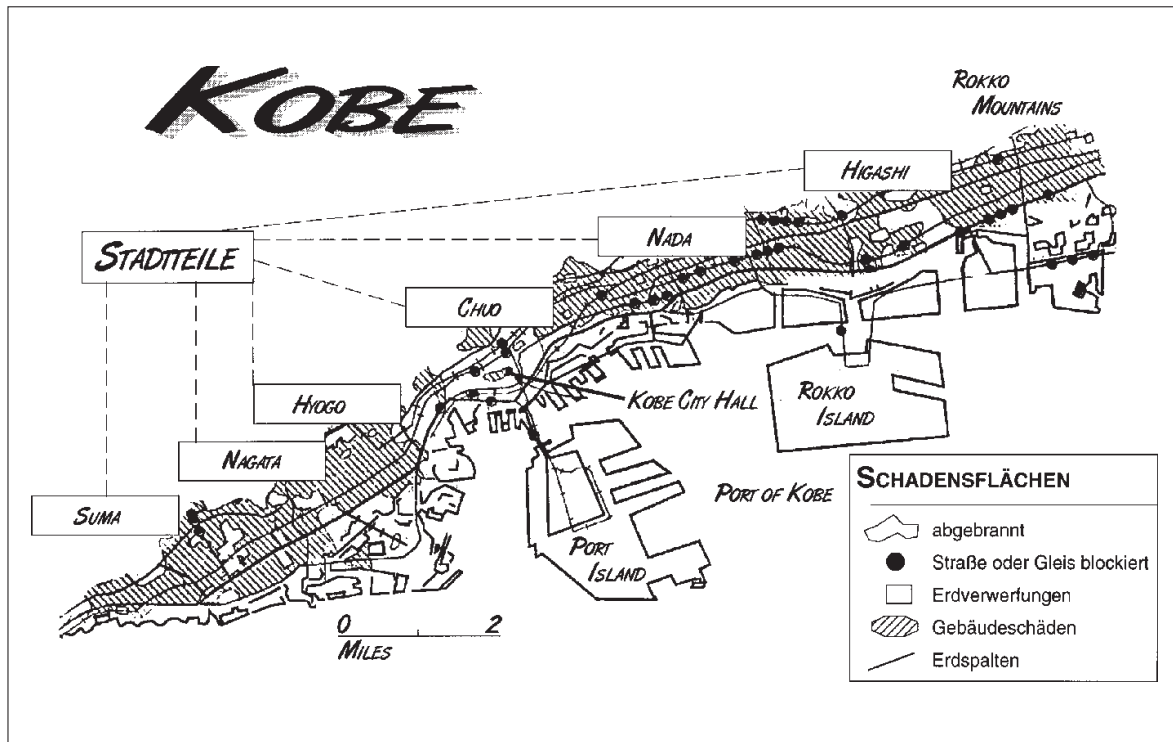 KOBE
ROKKO
MOUNTAINS
HIGASHI
NADA
STADTTEILE
CHUO
HYOGO
KOBE CITY HALL
ROKKO
ISLAND
NAGATA
SUMA
PORT OF KOBE
PORT
ISLAND
0 2
MILES
SCHADENSFLÄCHEN
abgebrannt
Straße oder Gleis blockiert
Erdverwerfungen
Gebäudeschäden
Erdspalten